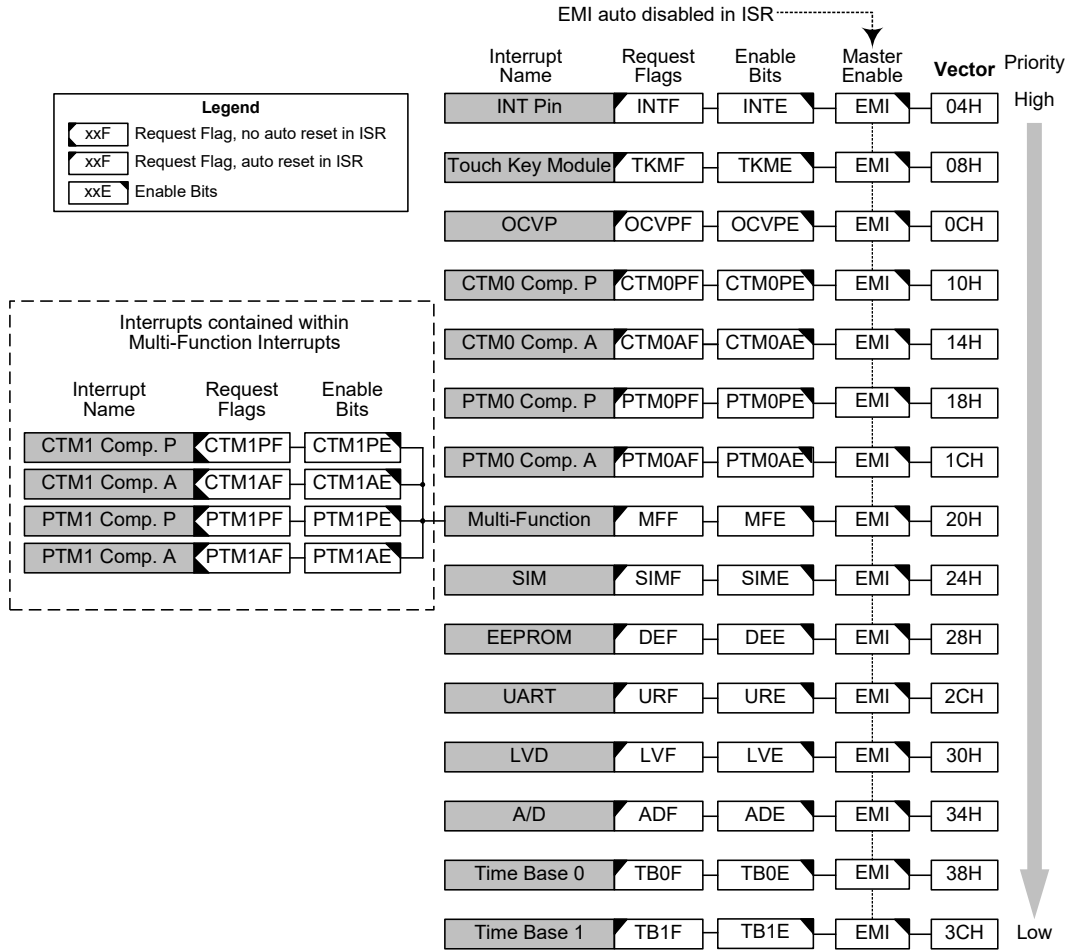 EMI auto disabled in ISR
Interrupt Name Request Flags Enable Bits Master Enable Vector Priority
INT Pin INTF INTE EMI 04H High
Legend
xxF Request Flag, no auto reset in ISR
xxF Request Flag, auto reset in ISR
xxE Enable Bits
Touch Key Module TKMF TKME EMI 08H
OCVP OCVPF OCVPE EMI 0CH
CTM0 Comp. P CTM0PF CTM0PE EMI 10H
CTM0 Comp. A CTM0AF CTM0AE EMI 14H
PTM0 Comp. P PTM0PF PTM0PE EMI 18H
PTM0 Comp. A PTM0AF PTM0AE EMI 1CH
Interrupts contained within
Multi-Function Interrupts
Interrupt Name Request Flags Enable Bits
CTM1 Comp. P CTM1PF CTM1PE
CTM1 Comp. A CTM1AF CTM1AE
PTM1 Comp. P PTM1PF PTM1PE
PTM1 Comp. A PTM1AF PTM1AE
Multi-Function MFF MFE EMI 20H
SIM SIMF SIME EMI 24H
EEPROM DEF DEE EMI 28H
UART URF URE EMI 2CH
LVD LVF LVE EMI 30H
A/D ADF ADE EMI 34H
Time Base 0 TB0F TB0E EMI 38H
Time Base 1 TB1F TB1E EMI 3CH Low